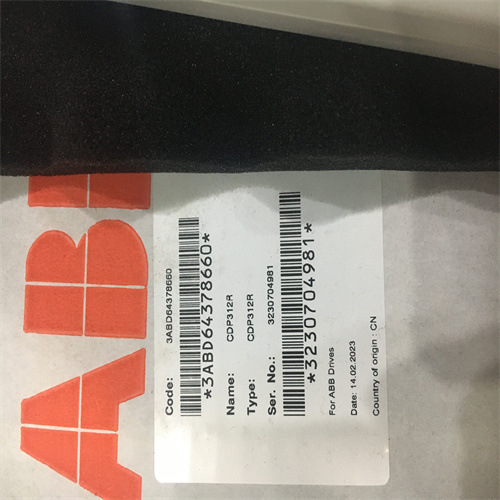 ABB
Code: 3ABD64378660
*3ABD64378660*
Name: CDP312R
Type: CDP312R
Ser. No.: 3230704981
*3230704981*
For ABB Drives
Date: 14.02.2023
Country of origin : CN